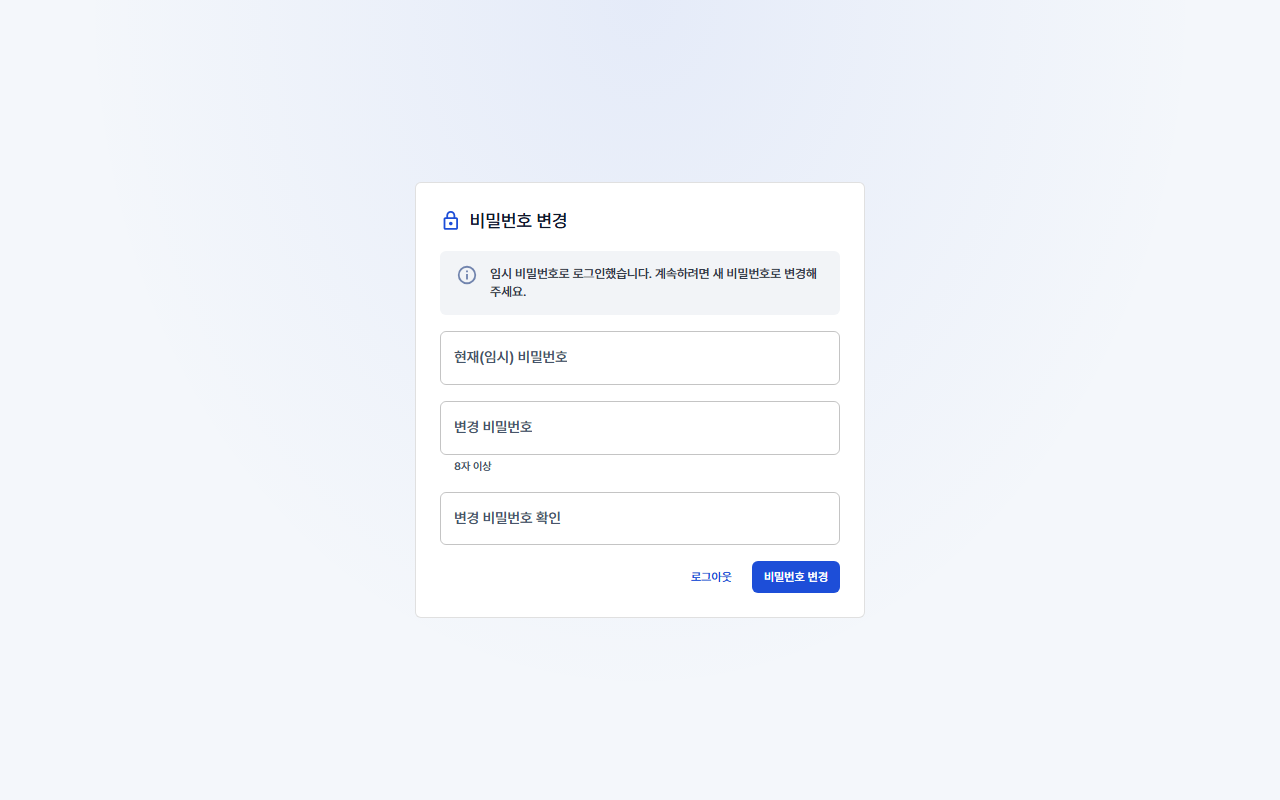 비밀번호 변경
임시 비밀번호로 로그인했습니다. 계속하려면 새 비밀번호로 변경해
주세요.
현재(임시) 비밀번호
변경 비밀번호
8자 이상
변경 비밀번호 확인
로그아웃
비밀번호 변경